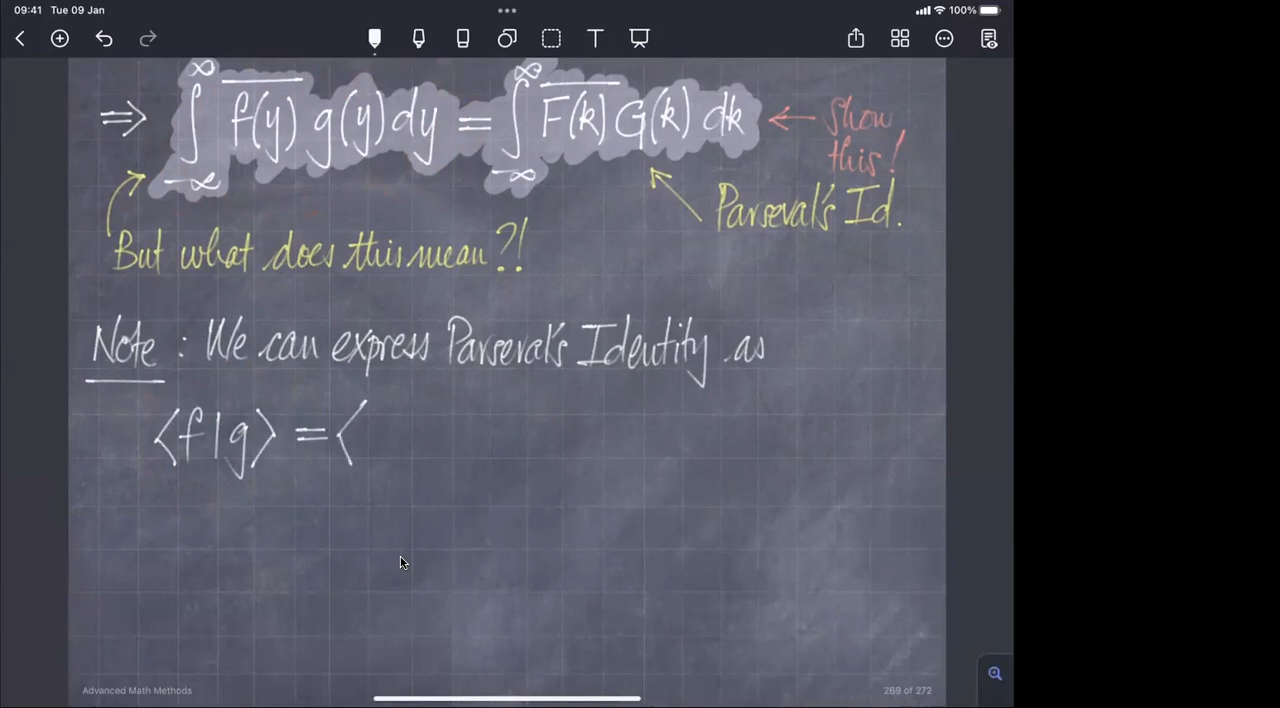 09:41 Tue 09 Jan
100%
⇒ ∫_{-∞}^{∞} \overline{f(y)} g(y) dy = ∫_{-∞}^{∞} \overline{F(k)} G(k) dk ← Show
this!
Parseval's Id.
But what does this mean?!
Note : We can express Parseval's Identity as
⟨f|g⟩ = ⟨
Advanced Math Methods
269 of 272